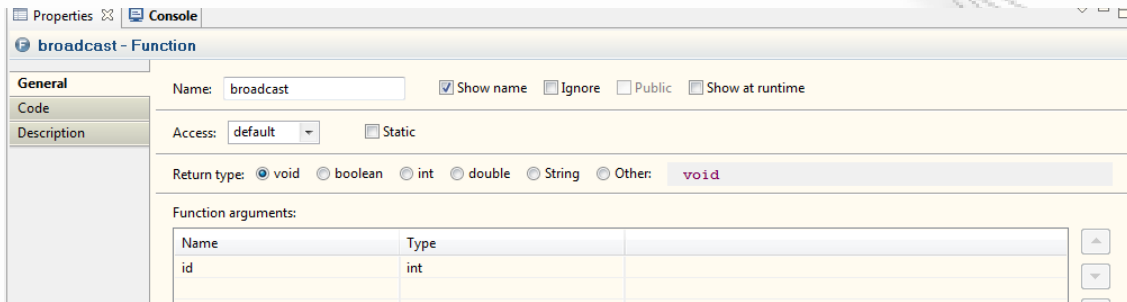 Properties Console
broadcast - Function
General
Code
Description
Name: broadcast Show name Ignore Public Show at runtime
Access: default Static
Return type: void boolean int double String Other: void
Function arguments:
Name Type
id int